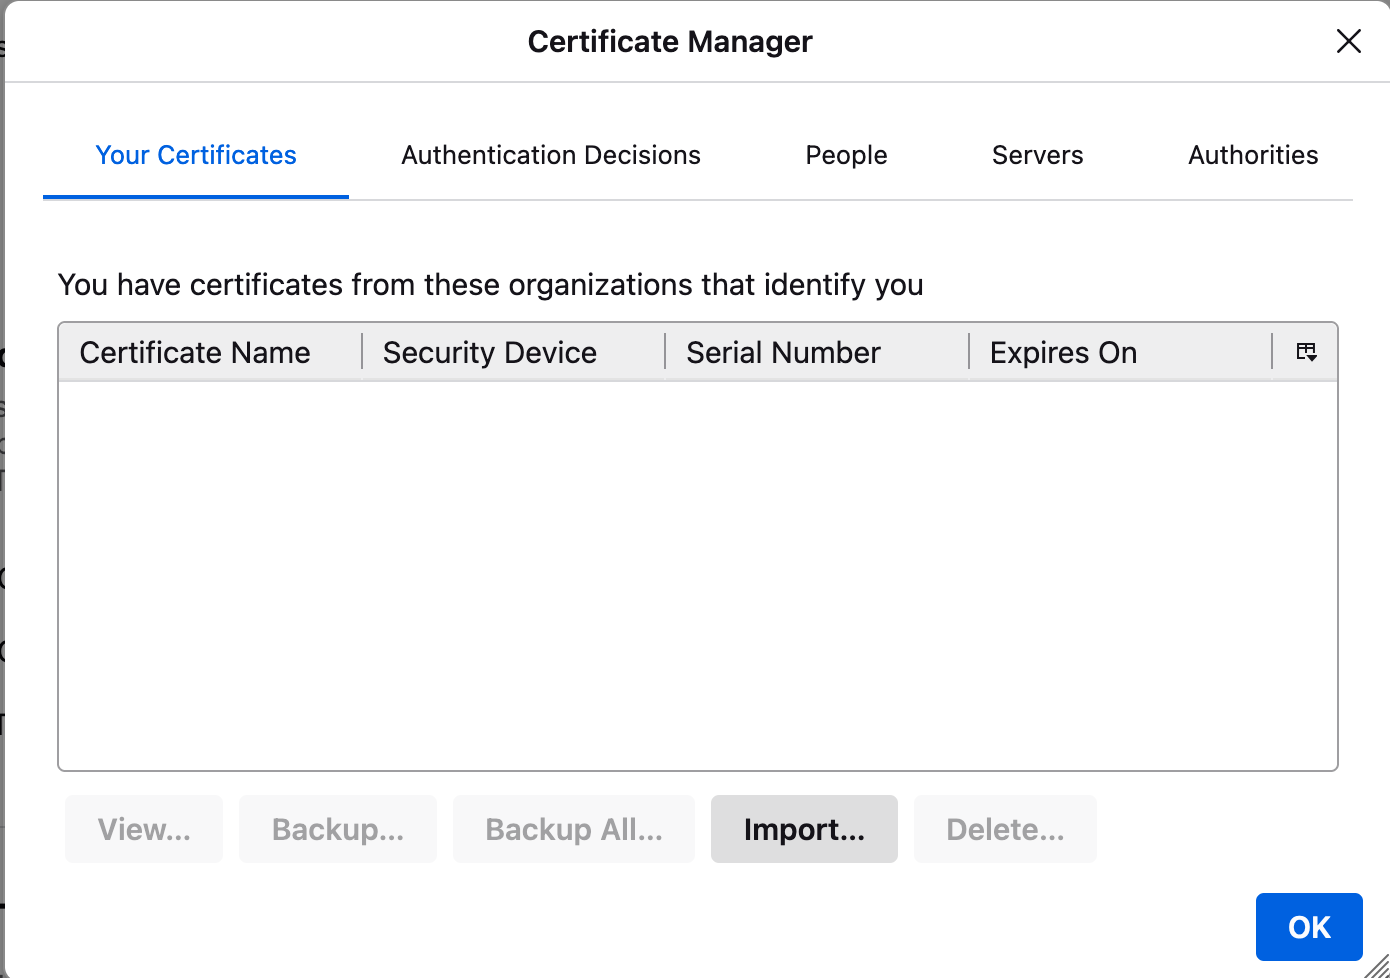 Certificate Manager
Your Certificates Authentication Decisions People Servers Authorities
You have certificates from these organizations that identify you
Certificate Name Security Device Serial Number Expires On
View... Backup... Backup All... Import... Delete...
OK